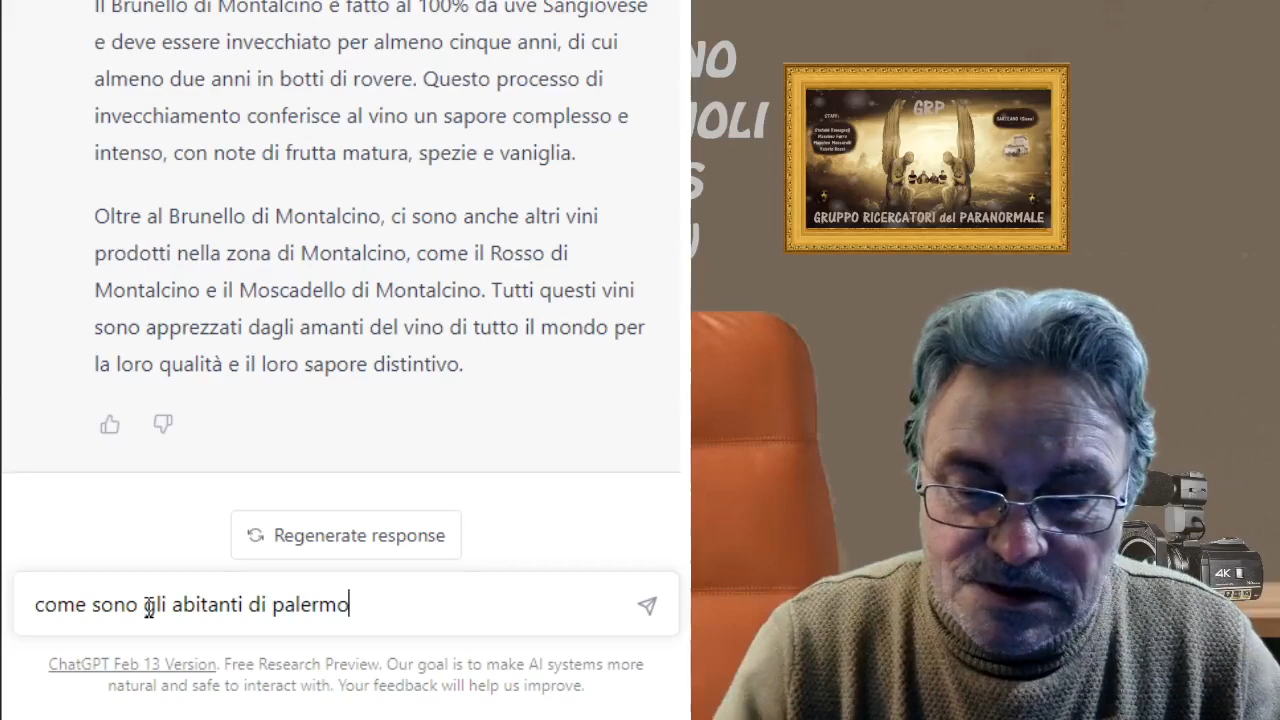 Il Brunello di Montalcino è fatto al 100% da uve Sangiovese
e deve essere invecchiato per almeno cinque anni, di cui
almeno due anni in botti di rovere. Questo processo di
invecchiamento conferisce al vino un sapore complesso e
intenso, con note di frutta matura, spezie e vaniglia.
Oltre al Brunello di Montalcino, ci sono anche altri vini
prodotti nella zona di Montalcino, come il Rosso di
Montalcino e il Moscadello di Montalcino. Tutti questi vini
sono apprezzati dagli amanti del vino di tutto il mondo per
la loro qualità e il loro sapore distintivo.
Regenerate response
come sono gli abitanti di palermo
ChatGPT Feb 13 Version. Free Research Preview. Our goal is to make AI systems more
natural and safe to interact with. Your feedback will help us improve.
NO
OLI
S
GRP
STAFF:
SARTEANO (Siena)
GRUPPO RICERCATORI del PARANORMALE
4K